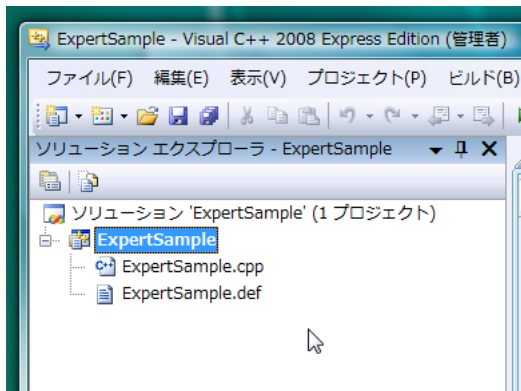 ExpertSample - Visual C++ 2008 Express Edition (管理者)
ファイル(F) 編集(E) 表示(V) プロジェクト(P) ビルド(B)
ソリューション エクスプローラ - ExpertSample
ソリューション 'ExpertSample' (1 プロジェクト)
ExpertSample
ExpertSample.cpp
ExpertSample.def